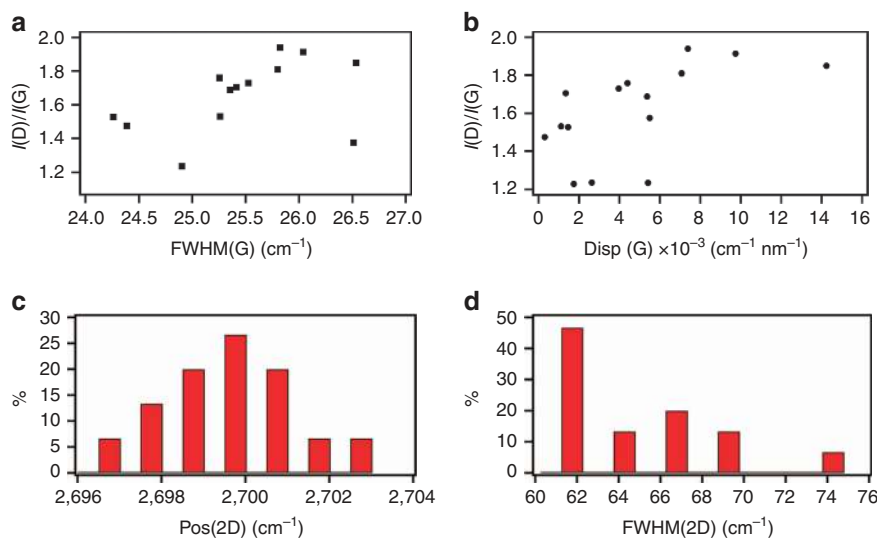 a
2.0
1.8
1.6
1.4
1.2
I(D)/I(G)
24.0 24.5 25.0 25.5 26.0 26.5 27.0
FWHM(G) (cm⁻¹)
b
2.0
1.8
1.6
1.4
1.2
I(D)/I(G)
0 2 4 6 8 10 12 14 16
Disp (G) ×10⁻³ (cm⁻¹ nm⁻¹)
c
30
25
20
15
10
5
0
%
2,696 2,698 2,700 2,702 2,704
Pos(2D) (cm⁻¹)
d
50
40
30
20
10
0
%
60 62 64 66 68 70 72 74 76
FWHM(2D) (cm⁻¹)